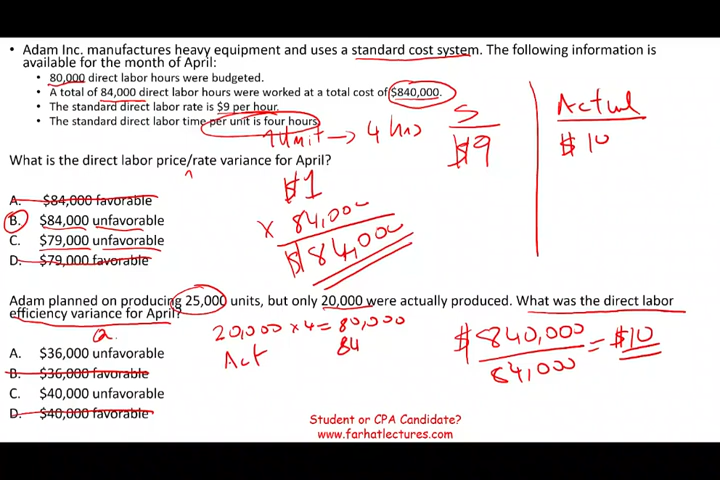 • Adam Inc. manufactures heavy equipment and uses a standard cost system. The following information is
available for the month of April:
• 80,000 direct labor hours were budgeted.
• A total of 84,000 direct labor hours were worked at a total cost of $840,000.
• The standard direct labor rate is $9 per hour.
• The standard direct labor time per unit is four hours.
1 unit → 4 hrs
S
$9
Actual
$10
What is the direct labor price/rate variance for April?
A. $84,000 favorable
B. $84,000 unfavorable
C. $79,000 unfavorable
D. $79,000 favorable
$1
x 84,000
$84,000
Adam planned on producing 25,000 units, but only 20,000 were actually produced. What was the direct labor
efficiency variance for April?
a
20,000 x 4 = 80,000
Act 84
$840,000
84,000
= $10
A. $36,000 unfavorable
B. $36,000 favorable
C. $40,000 unfavorable
D. $40,000 favorable
Student or CPA Candidate?
www.farhatlectures.com